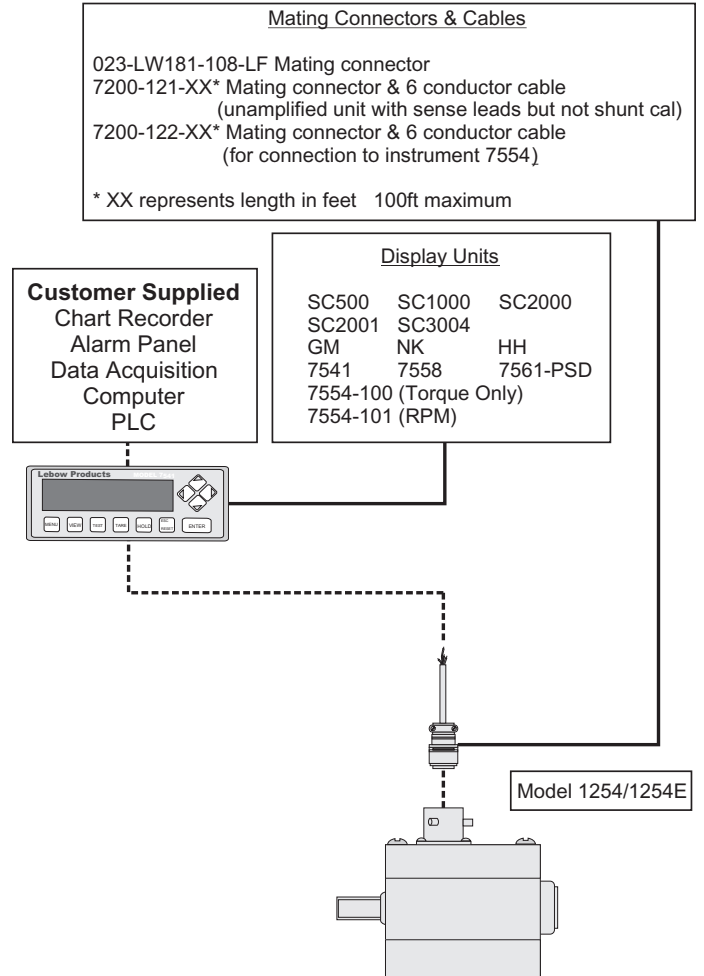 Mating Connectors & Cables
023-LW181-108-LF Mating connector
7200-121-XX* Mating connector & 6 conductor cable
(unamplified unit with sense leads but not shunt cal)
7200-122-XX* Mating connector & 6 conductor cable
(for connection to instrument 7554)
* XX represents length in feet 100ft maximum
Display Units
SC500 SC1000 SC2000
SC2001 SC3004
GM NK HH
7541 7558 7561-PSD
7554-100 (Torque Only)
7554-101 (RPM)
Customer Supplied
Chart Recorder
Alarm Panel
Data Acquisition
Computer
PLC
Lebow Products
MENU VIEW TEST TARE HOLD ESC RESET ENTER
Model 1254/1254E